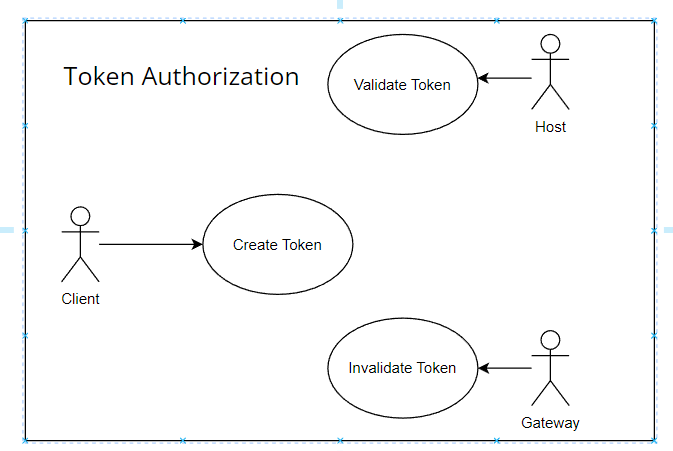 Token Authorization
Validate Token
Host
Create Token
Client
Invalidate Token
Gateway